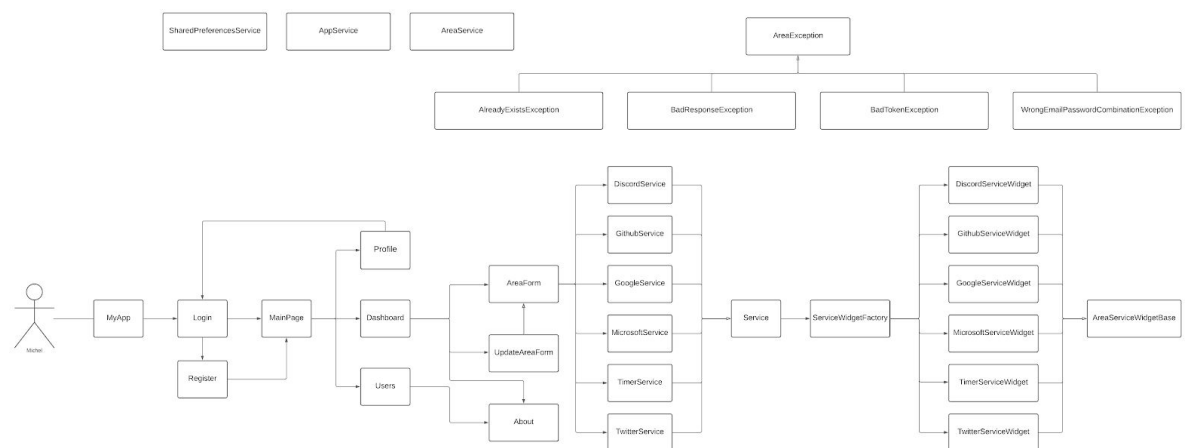 SharedPreferencesService
AppService
AreaService
AreaException
AlreadyExistsException
BadResponseException
BadTokenException
WrongEmailPasswordCombinationException
DiscordService
GithubService
GoogleService
MicrosoftService
TimerService
TwitterService
DiscordServiceWidget
GithubServiceWidget
GoogleServiceWidget
MicrosoftServiceWidget
TimerServiceWidget
TwitterServiceWidget
Profile
AreaForm
MyApp
Login
MainPage
Dashboard
Service
ServiceWidgetFactory
AreaServiceWidgetBase
UpdateAreaForm
Michel
Register
Users
About